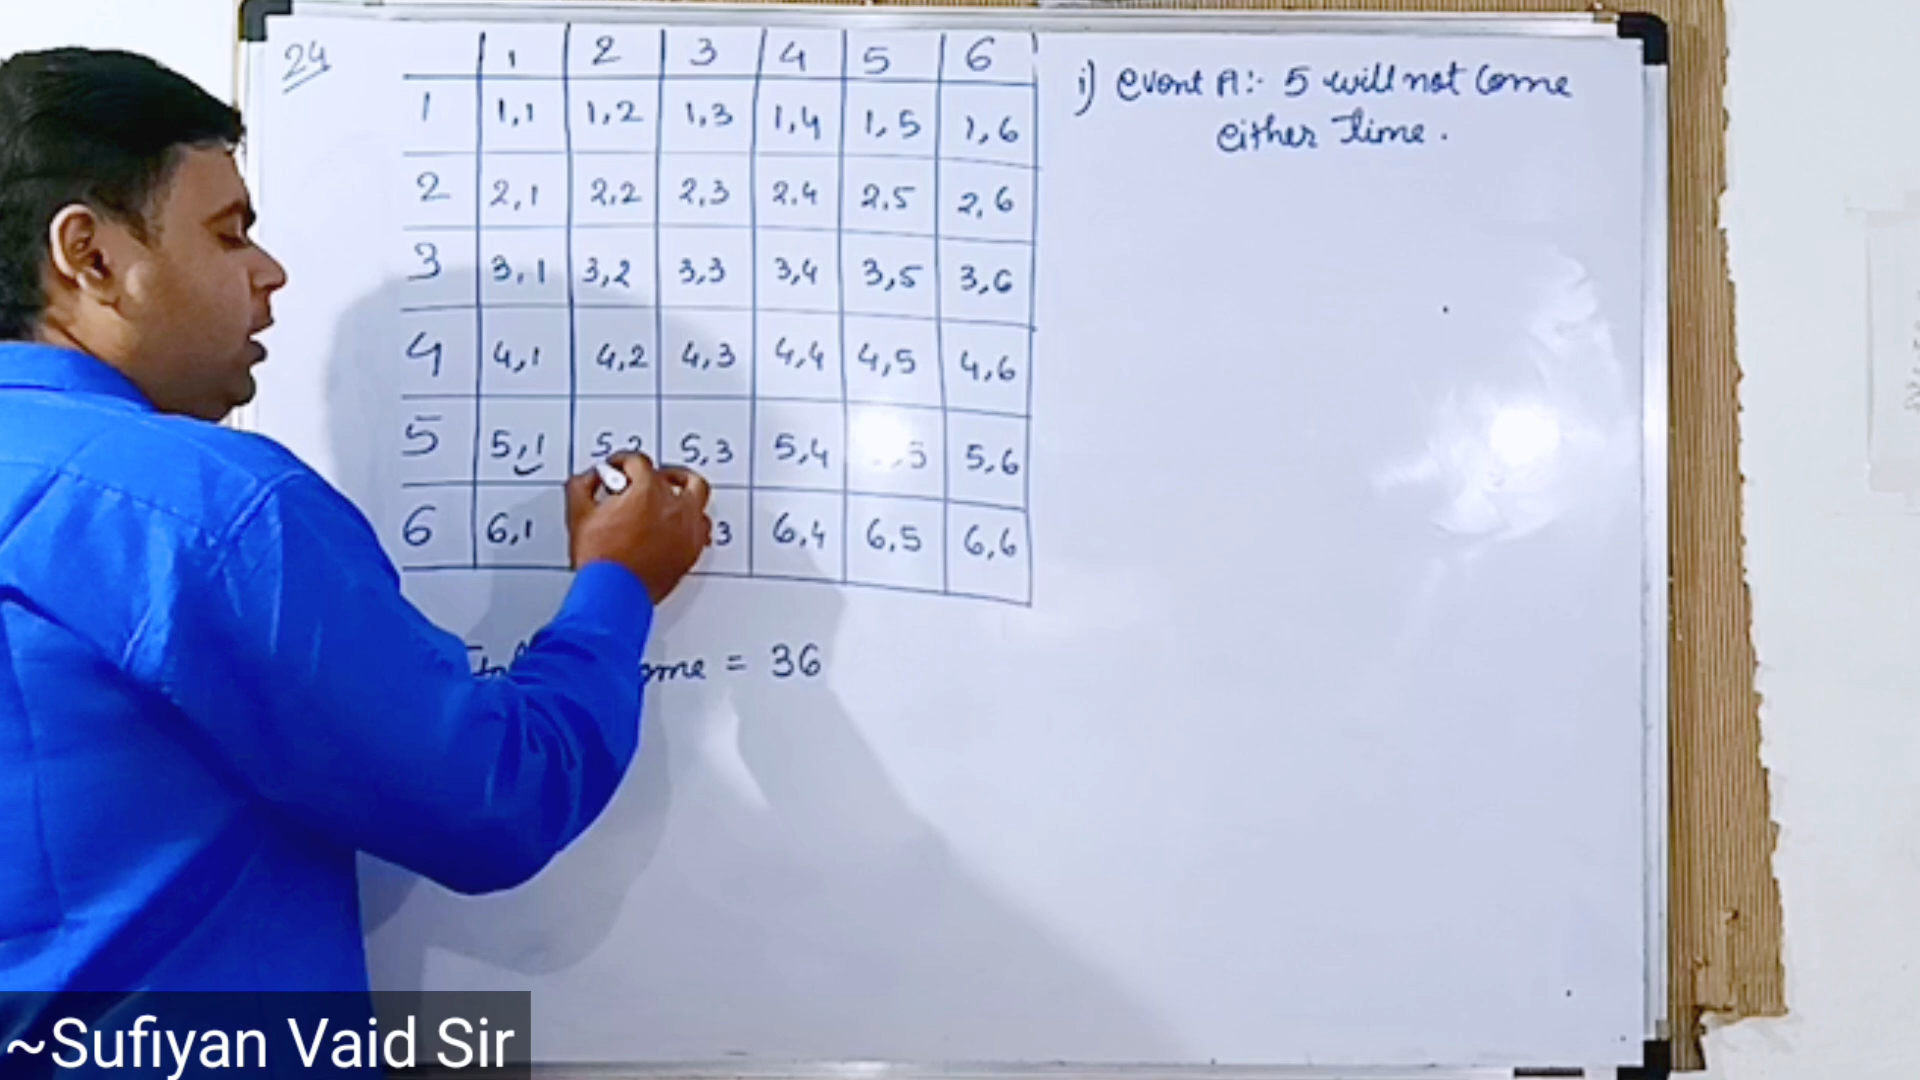 24
1 2 3 4 5 6
1 1,1 1,2 1,3 1,4 1,5 1,6
2 2,1 2,2 2,3 2,4 2,5 2,6
3 3,1 3,2 3,3 3,4 3,5 3,6
4 4,1 4,2 4,3 4,4 4,5 4,6
5 5,1 5,2 5,3 5,4 5 5,6
6 6,1 3 6,4 6,5 6,6
= 36
i) event A:- 5 will not Come
either time.
~Sufiyan Vaid Sir